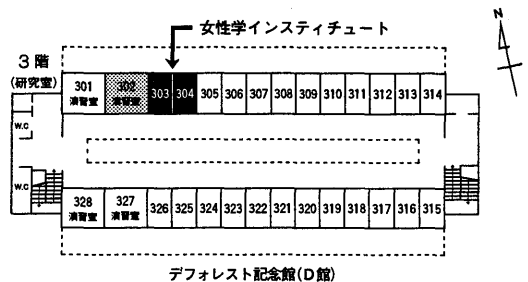 女性学インスティチュート
N
3階
(研究室)
301
演習室
302
演習室
303 304 305 306 307 308 309 310 311 312 313 314
W.C
W.C
328
演習室
327
演習室
326 325 324 323 322 321 320 319 318 317 316 315
デフォレスト記念館(D館)